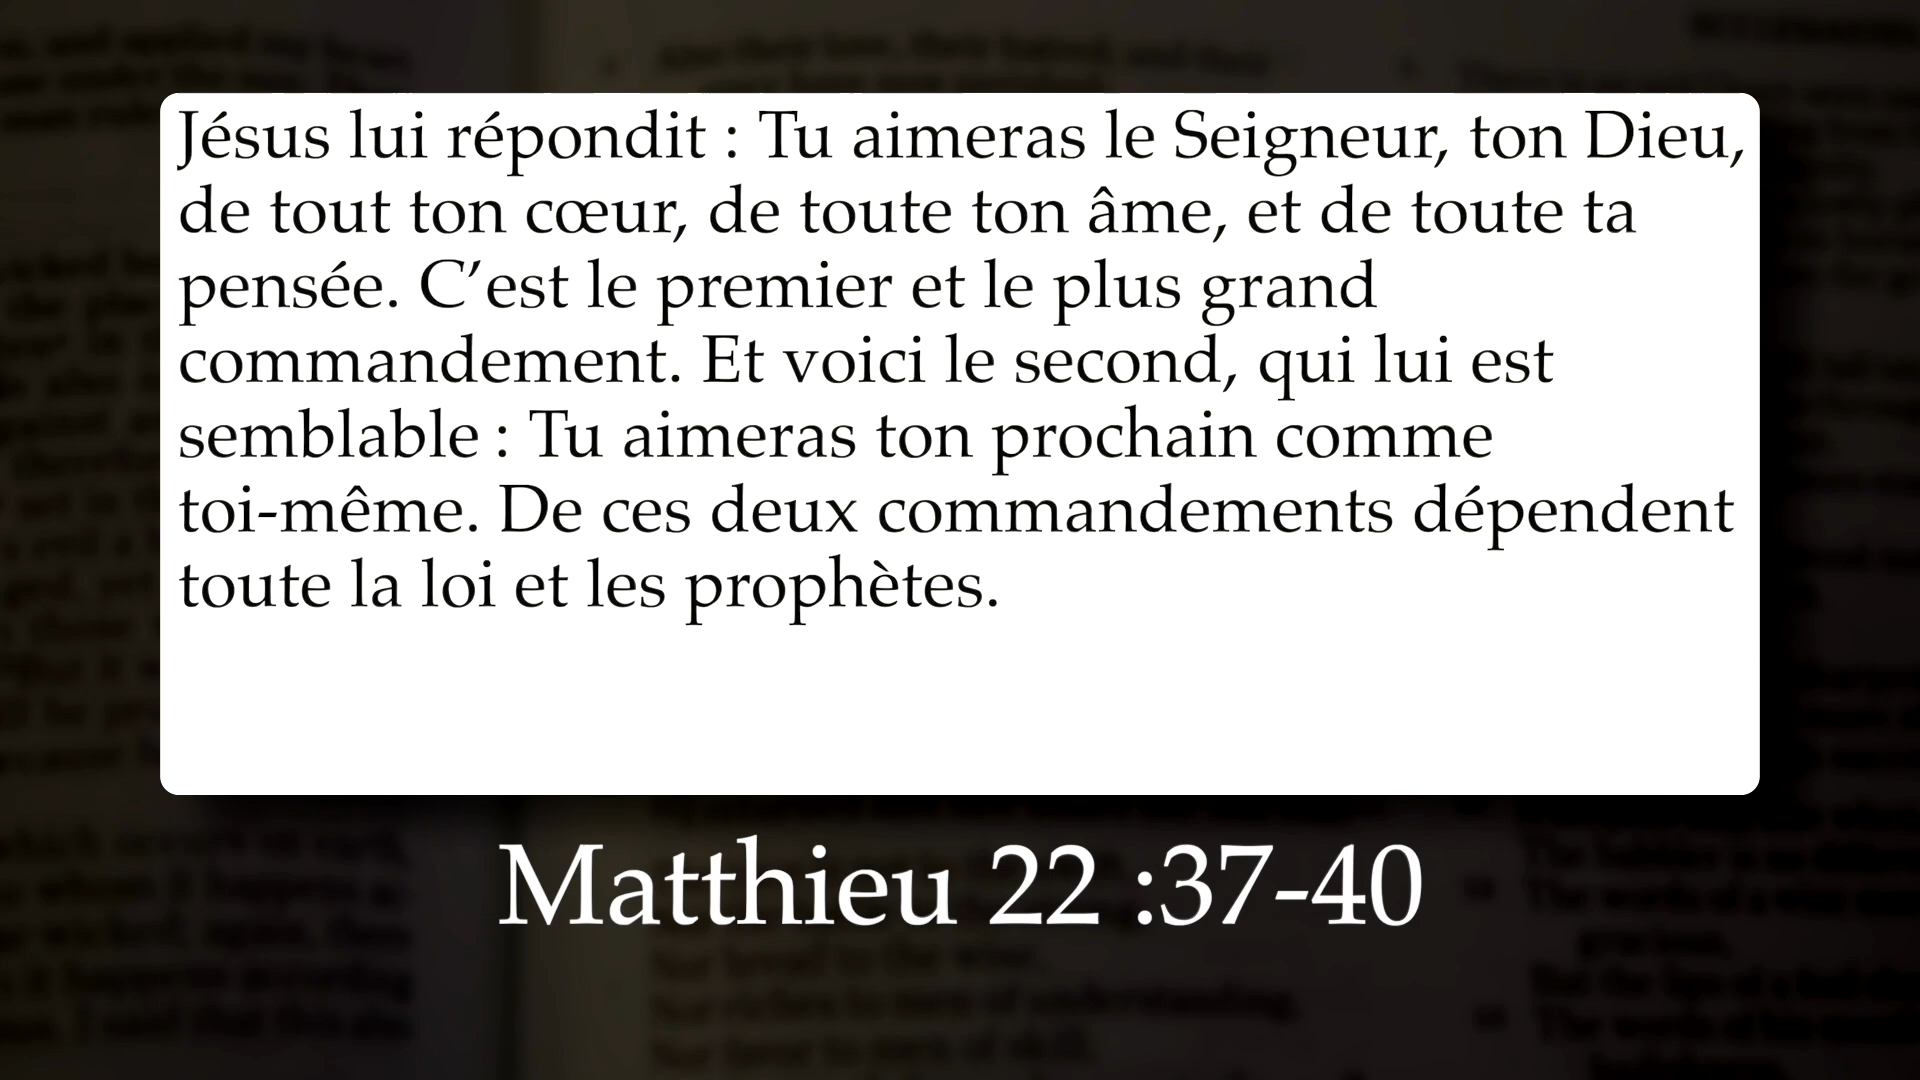 Jésus lui répondit : Tu aimeras le Seigneur, ton Dieu,
de tout ton cœur, de toute ton âme, et de toute ta
pensée. C’est le premier et le plus grand
commandement. Et voici le second, qui lui est
semblable : Tu aimeras ton prochain comme
toi-même. De ces deux commandements dépendent
toute la loi et les prophètes.
Matthieu 22 :37-40